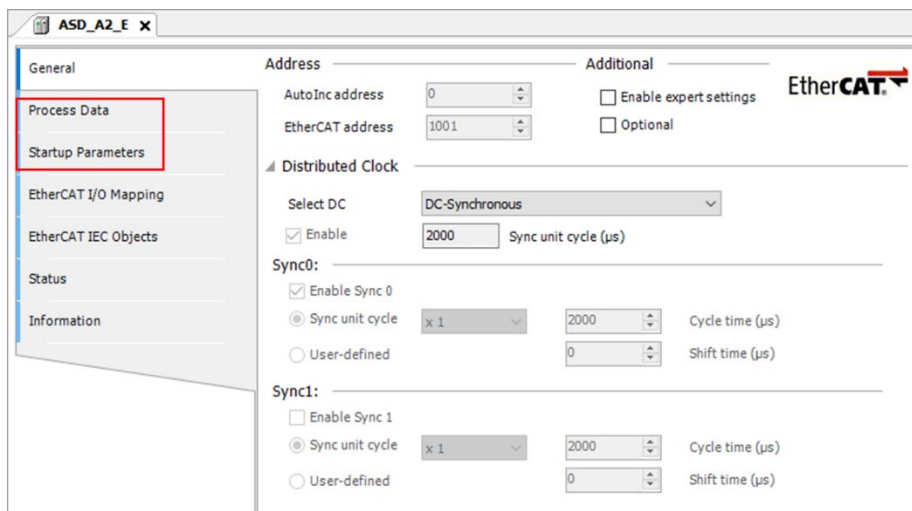 ASD_A2_E
General
Process Data
Startup Parameters
EtherCAT I/O Mapping
EtherCAT IEC Objects
Status
Information
Address
AutoInc address 0
EtherCAT address 1001
Additional
Enable expert settings
Optional
EtherCAT.
Distributed Clock
Select DC DC-Synchronous
Enable 2000 Sync unit cycle (µs)
Sync0:
Enable Sync 0
Sync unit cycle x 1 2000 Cycle time (µs)
User-defined 0 Shift time (µs)
Sync1:
Enable Sync 1
Sync unit cycle x 1 2000 Cycle time (µs)
User-defined 0 Shift time (µs)